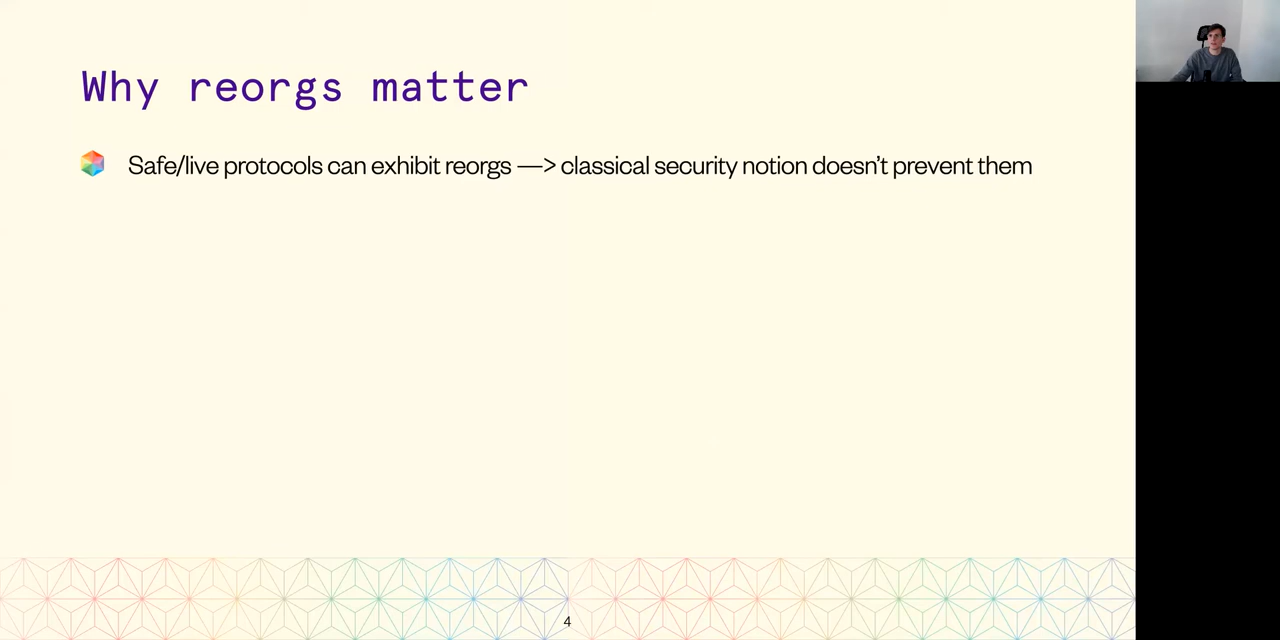 Why reorgs matter
Safe/live protocols can exhibit reorgs —> classical security notion doesn’t prevent them
4